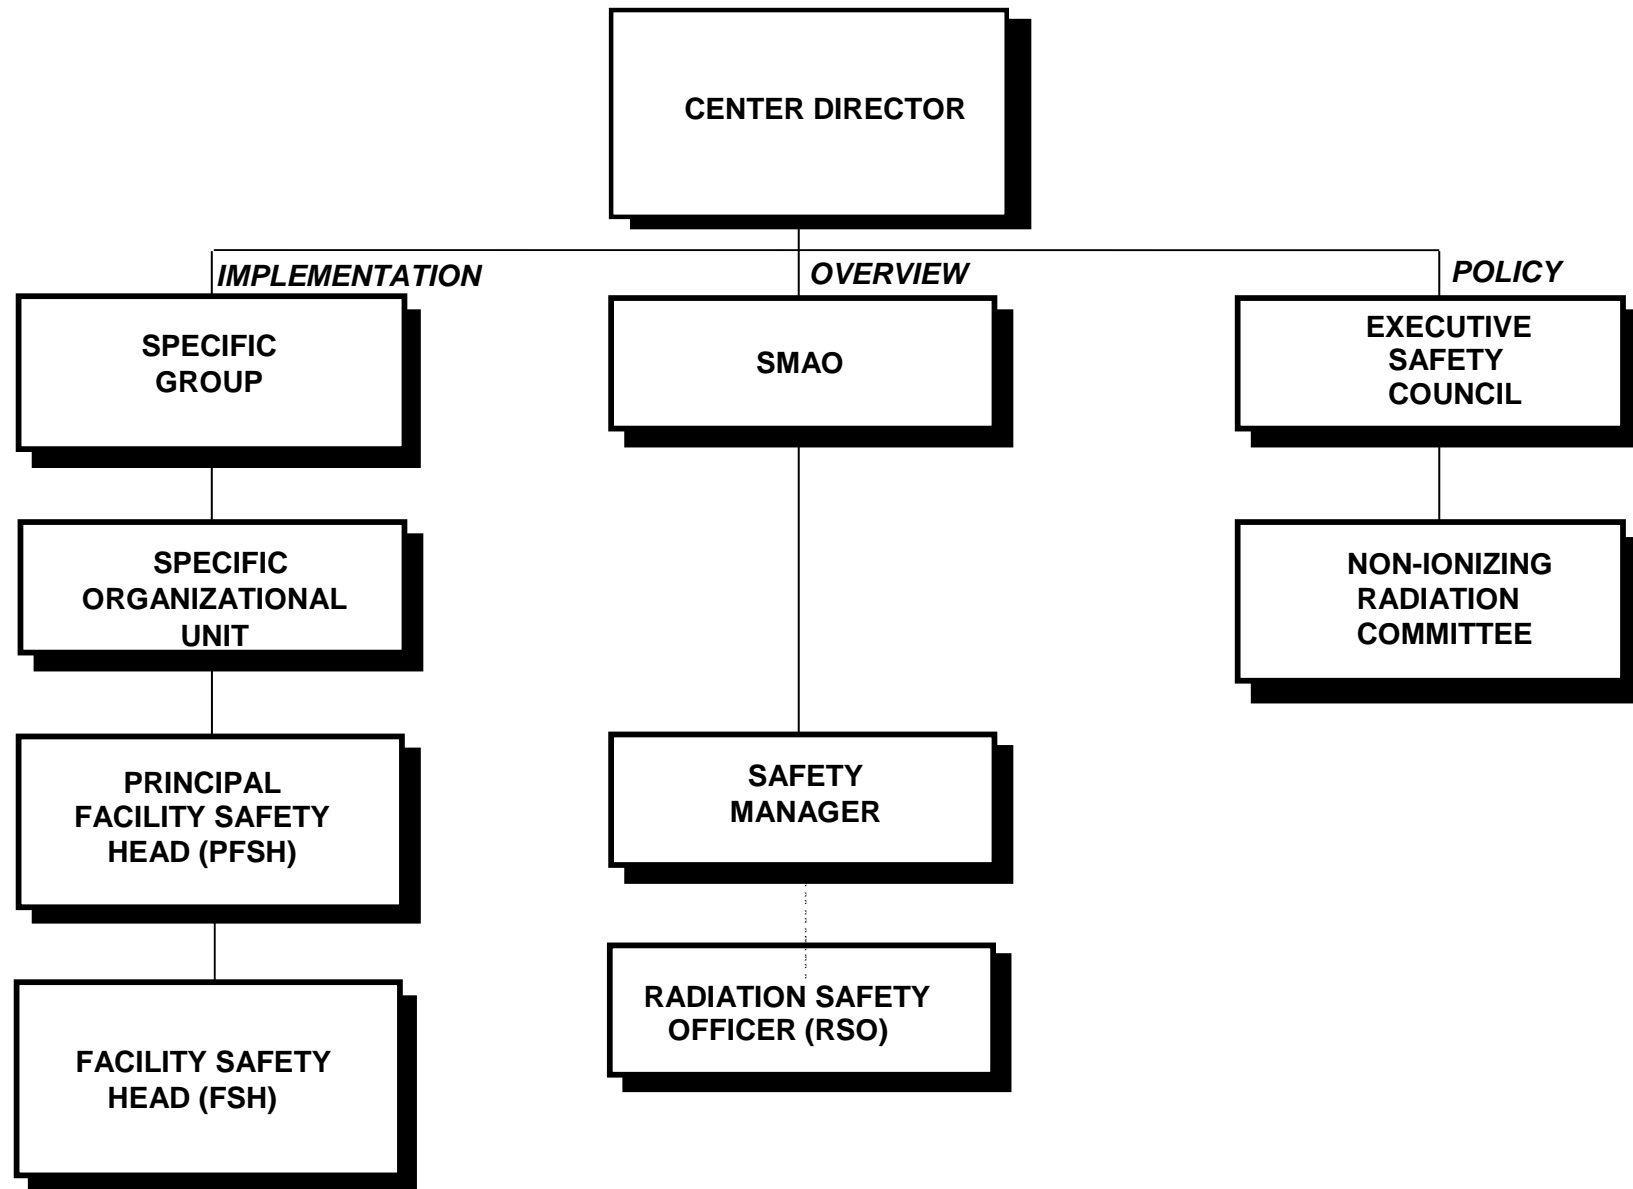 CENTER DIRECTOR
IMPLEMENTATION
OVERVIEW
POLICY
SPECIFIC
GROUP
SMAO
EXECUTIVE
SAFETY
COUNCIL
SPECIFIC
ORGANIZATIONAL
UNIT
NON-IONIZING
RADIATION
COMMITTEE
PRINCIPAL
FACILITY SAFETY
HEAD (PFSH)
SAFETY
MANAGER
RADIATION SAFETY
OFFICER (RSO)
FACILITY SAFETY
HEAD (FSH)